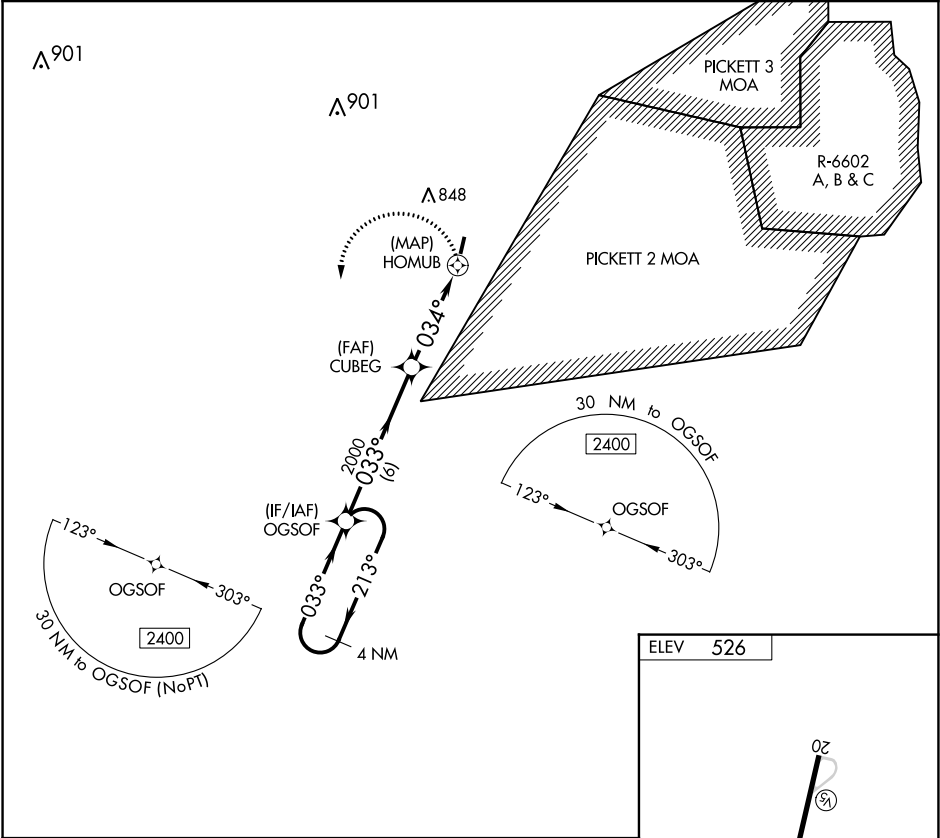 901
901
PICKETT 3
MOA
R-6602
A, B & C
848
(MAP)
HOMUB
PICKETT 2 MOA
034°
(FAF)
CUBEG
30 NM to OGSOF
2400
2000
033°
(6)
123°
OGSOF
303°
(IF/IAF)
OGSOF
123°
OGSOF
303°
2400
30 NM to OGSOF (NoPT)
033°
213°
4 NM
ELEV 526
20
V5